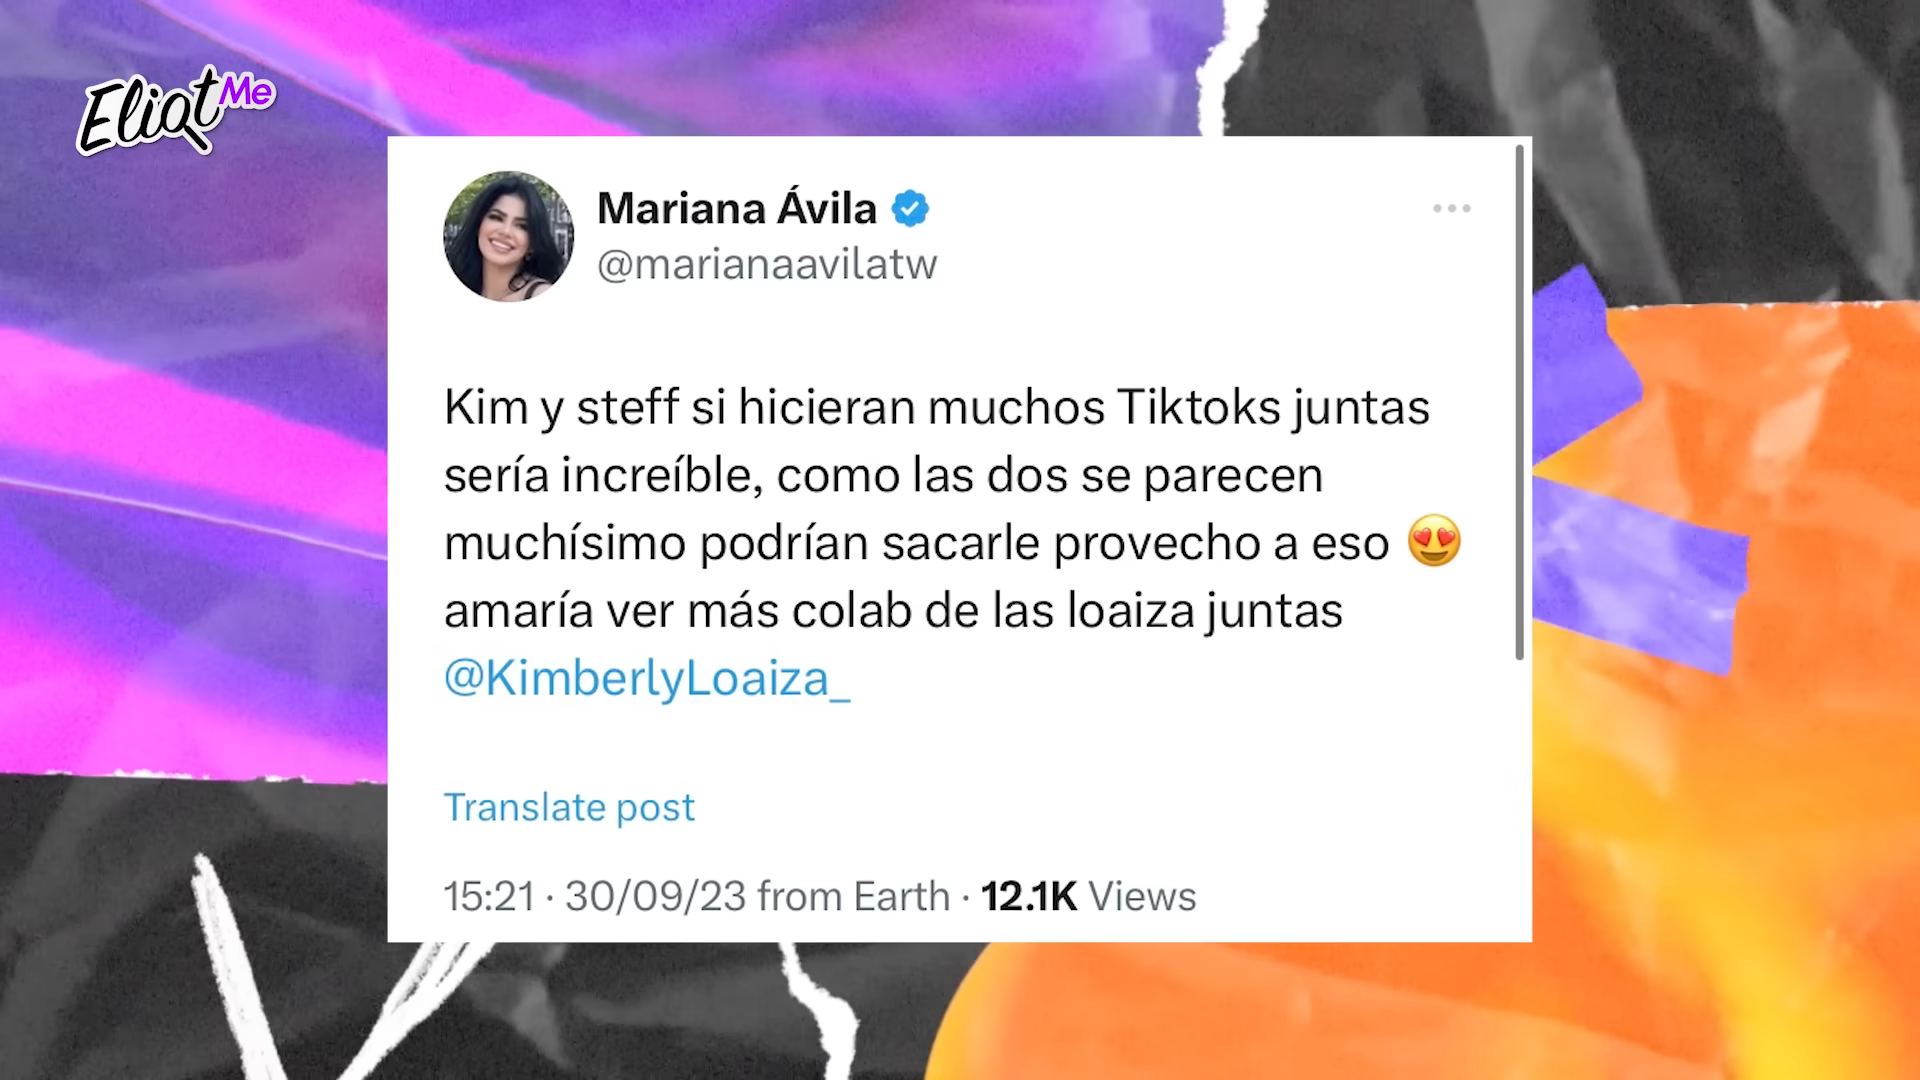 Eliot Me
Mariana Ávila
@marianaavilatw
Kim y steff si hicieran muchos Tiktoks juntas
sería increíble, como las dos se parecen
muchísimo podrían sacarle provecho a eso 😍
amaría ver más colab de las loaiza juntas
@KimberlyLoaiza_
Translate post
15:21 · 30/09/23 from Earth · 12.1K Views